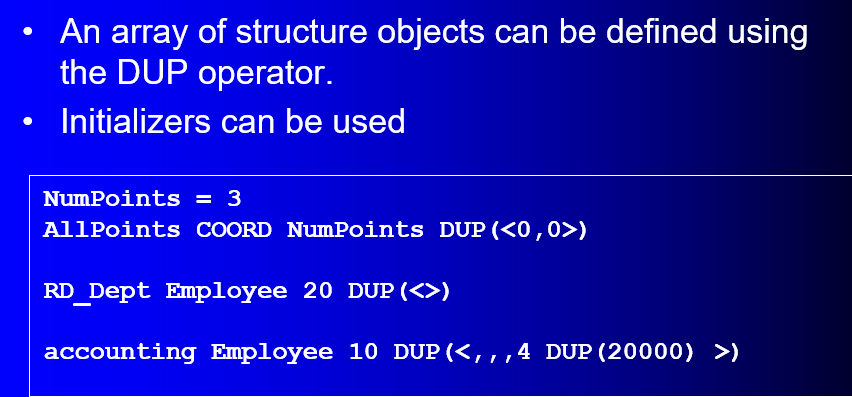 • An array of structure objects can be defined using
the DUP operator.
• Initializers can be used
NumPoints = 3
AllPoints COORD NumPoints DUP(<0,0>)
RD_Dept Employee 20 DUP(<>)
accounting Employee 10 DUP(<,,,4 DUP(20000) >)